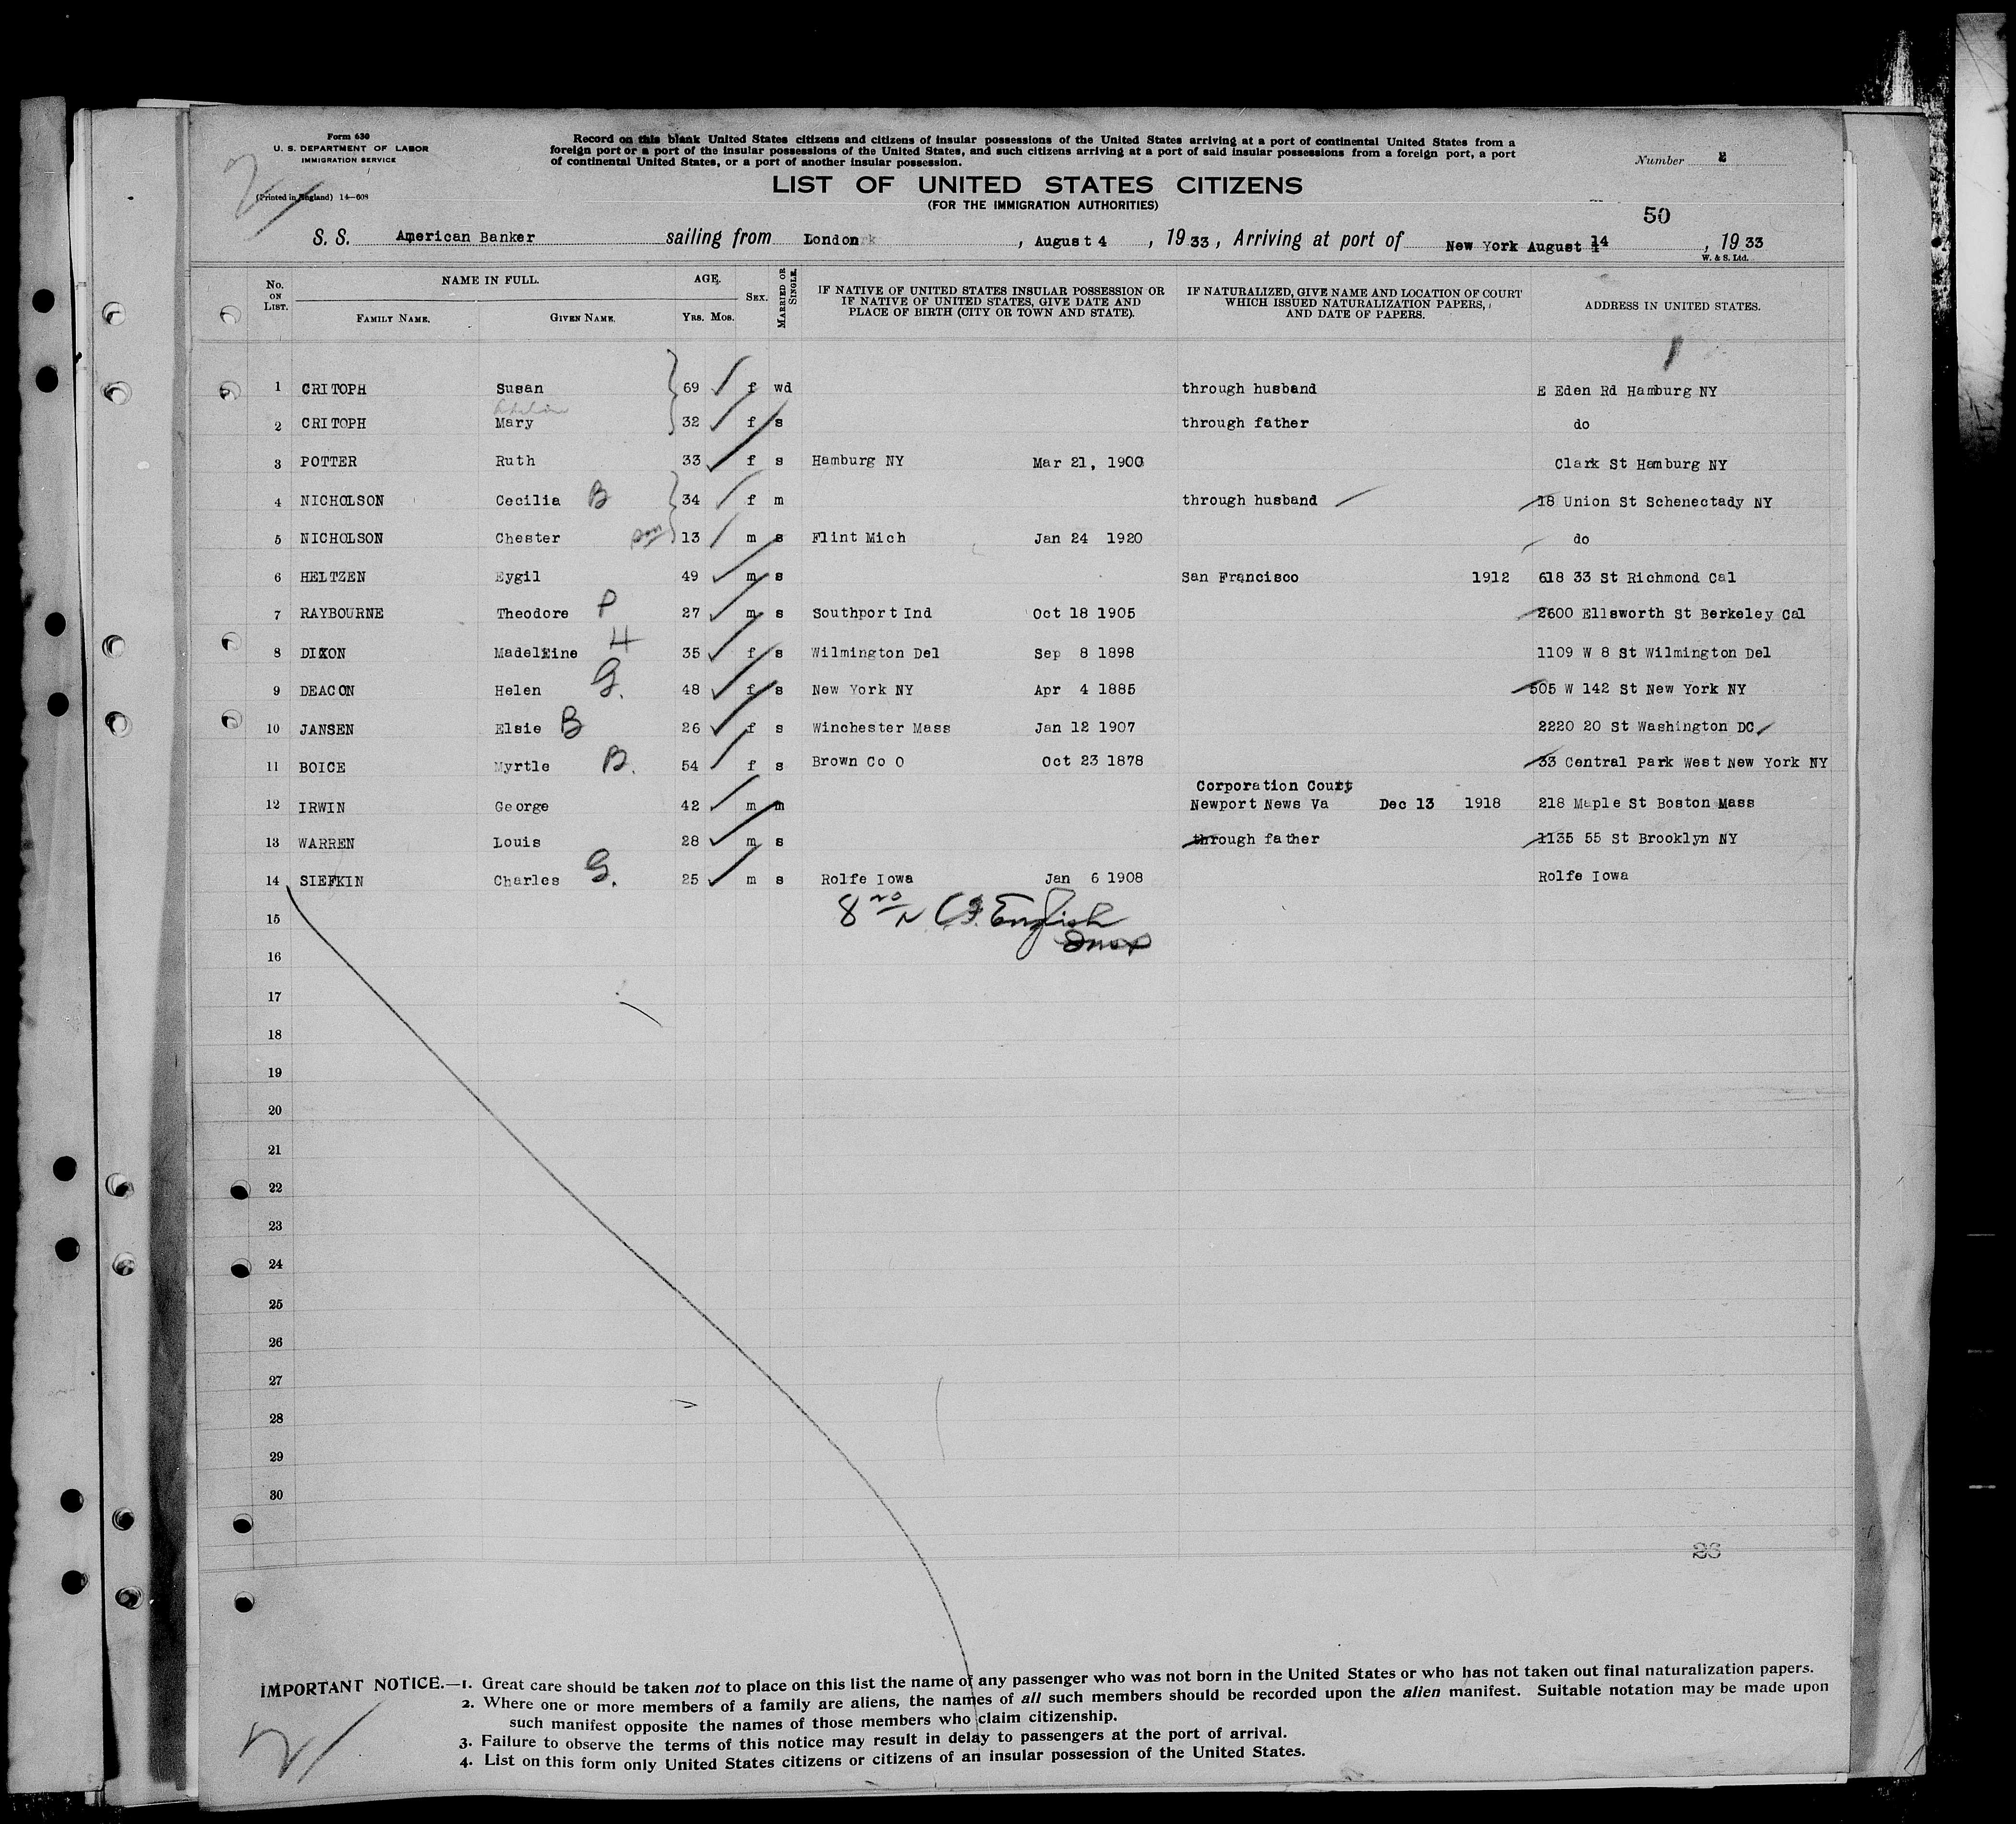 Form 630
U. S. DEPARTMENT OF LABOR
IMMIGRATION SERVICE
(Printed in England) 14—608
Record on this blank United States citizens and citizens of insular possessions of the United States arriving at a port of continental United States from a
foreign port or a port of the insular possessions of the United States, and such citizens arriving at a port of said insular possessions from a foreign port, a port
of continental United States, or a port of another insular possession.
Number 2
LIST OF UNITED STATES CITIZENS
(FOR THE IMMIGRATION AUTHORITIES)
50
S. S. American Banker sailing from London , August 4 , 19 33 , Arriving at port of New York August 14 , 19 33
W. & S. Ltd.
No. ON LIST. NAME IN FULL. FAMILY NAME. GIVEN NAME. AGE. YRS. MOS. SEX. MARRIED OR SINGLE. IF NATIVE OF UNITED STATES INSULAR POSSESSION OR IF NATIVE OF UNITED STATES, GIVE DATE AND PLACE OF BIRTH (CITY OR TOWN AND STATE). IF NATURALIZED, GIVE NAME AND LOCATION OF COURT WHICH ISSUED NATURALIZATION PAPERS, AND DATE OF PAPERS. ADDRESS IN UNITED STATES.
1 CRITOPH Susan 69 f wd through husband E Eden Rd Hamburg NY
2 CRITOPH Mary 32 f s through father do
3 POTTER Ruth 33 f s Hamburg NY Mar 21, 1900 Clark St Hamburg NY
4 NICHOLSON Cecilia B 34 f m through husband 18 Union St Schenectady NY
5 NICHOLSON Chester son 13 m s Flint Mich Jan 24 1920 do
6 HELTZEN Eygil 49 m s San Francisco 1912 618 33 St Richmond Cal
7 RAYBOURNE Theodore P 27 m s Southport Ind Oct 18 1905 2600 Ellsworth St Berkeley Cal
8 DIXON Madeleine H 35 f s Wilmington Del Sep 8 1898 1109 W 8 St Wilmington Del
9 DEACON Helen G. 48 f s New York NY Apr 4 1885 505 W 142 St New York NY
10 JANSEN Elsie B 26 f s Winchester Mass Jan 12 1907 2220 20 St Washington DC
11 BOICE Myrtle B. 54 f s Brown Co O Oct 23 1878 33 Central Park West New York NY
Corporation Court
12 IRWIN George 42 m m Newport News Va Dec 13 1918 218 Maple St Boston Mass
13 WARREN Louis 28 m s through father 1135 55 St Brooklyn NY
14 SIEFKIN Charles G. 25 m s Rolfe Iowa Jan 6 1908 Rolfe Iowa
15
English
16
17
18
19
20
21
22
23
24
25
26
27
28
29
30
IMPORTANT NOTICE.—1. Great care should be taken not to place on this list the name of any passenger who was not born in the United States or who has not taken out final naturalization papers.
2. Where one or more members of a family are aliens, the names of all such members should be recorded upon the alien manifest. Suitable notation may be made upon
such manifest opposite the names of those members who claim citizenship.
3. Failure to observe the terms of this notice may result in delay to passengers at the port of arrival.
4. List on this form only United States citizens or citizens of an insular possession of the United States.